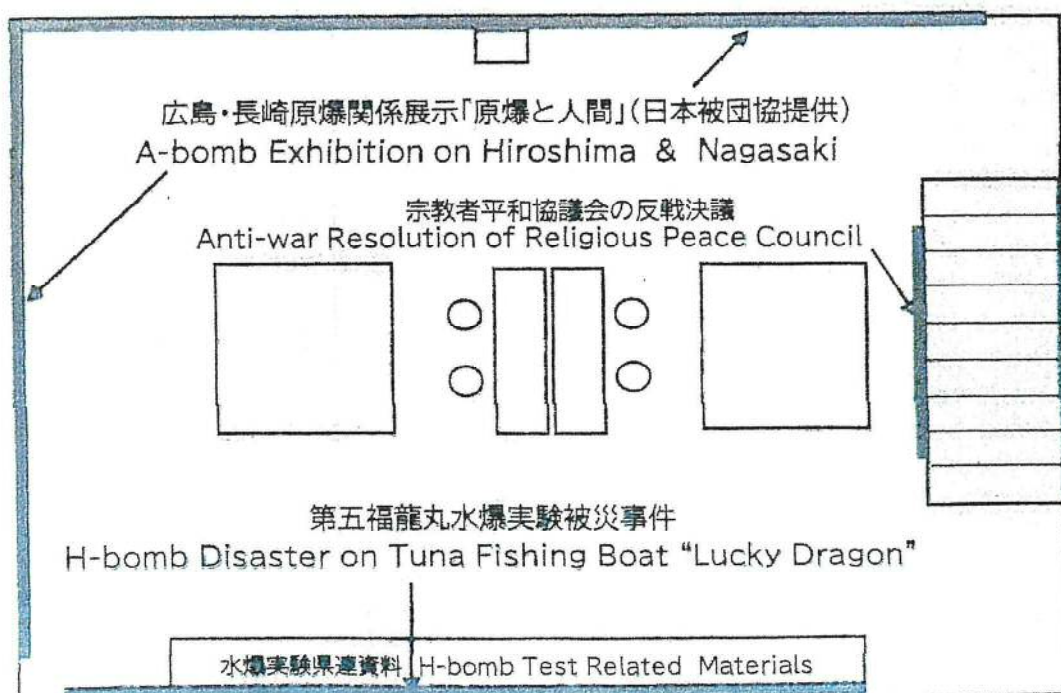 広島・長崎原爆関係展示「原爆と人間」(日本被団協提供)
A-bomb Exhibition on Hiroshima & Nagasaki
宗教者平和協議会の反戦決議
Anti-war Resolution of Religious Peace Council
第五福龍丸水爆実験被災事件
H-bomb Disaster on Tuna Fishing Boat “Lucky Dragon”
水爆実験県連資料 H-bomb Test Related Materials